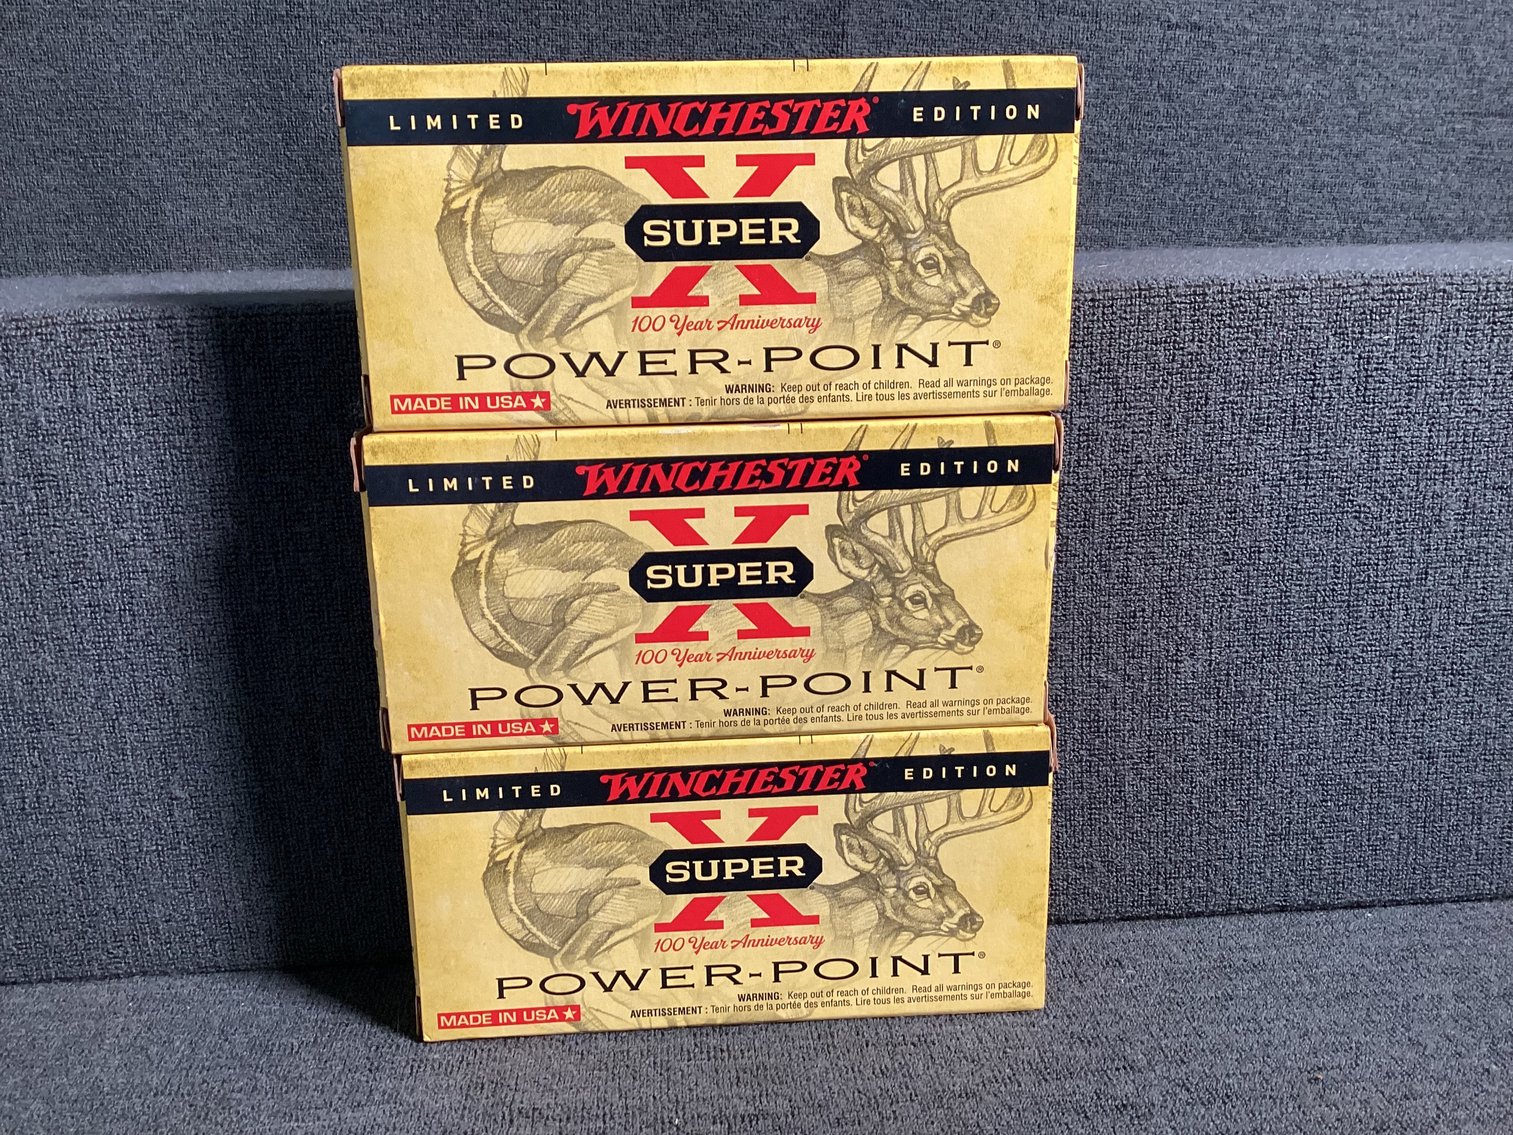 LIMITED WINCHESTER® EDITION
X
SUPER
100 Year Anniversary
POWER-POINT®
WARNING: Keep out of reach of children. Read all warnings on package.
MADE IN USA ★ AVERTISSEMENT : Tenir hors de la portée des enfants. Lire tous les avertissements sur l'emballage.
LIMITED WINCHESTER® EDITION
X
SUPER
100 Year Anniversary
POWER-POINT®
WARNING: Keep out of reach of children. Read all warnings on package.
MADE IN USA ★ AVERTISSEMENT : Tenir hors de la portée des enfants. Lire tous les avertissements sur l'emballage.
LIMITED WINCHESTER® EDITION
X
SUPER
100 Year Anniversary
POWER-POINT®
WARNING: Keep out of reach of children. Read all warnings on package.
MADE IN USA ★ AVERTISSEMENT : Tenir hors de la portée des enfants. Lire tous les avertissements sur l'emballage.